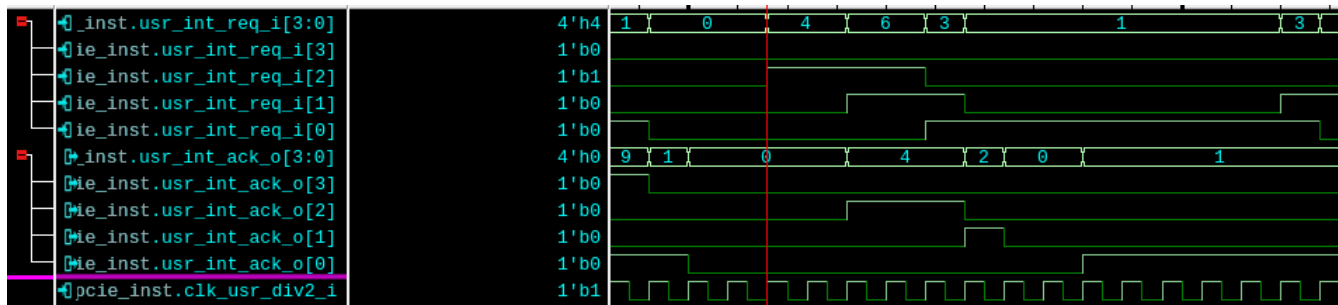 _inst.usr_int_req_i[3:0] 4'h4 1 0 4 6 3 1 3
ie_inst.usr_int_req_i[3] 1'b0
ie_inst.usr_int_req_i[2] 1'b1
ie_inst.usr_int_req_i[1] 1'b0
ie_inst.usr_int_req_i[0] 1'b0
_inst.usr_int_ack_o[3:0] 4'h0 9 1 0 4 2 0 1
ie_inst.usr_int_ack_o[3] 1'b0
ie_inst.usr_int_ack_o[2] 1'b0
ie_inst.usr_int_ack_o[1] 1'b0
ie_inst.usr_int_ack_o[0] 1'b0
pcie_inst.clk_usr_div2_i 1'b1